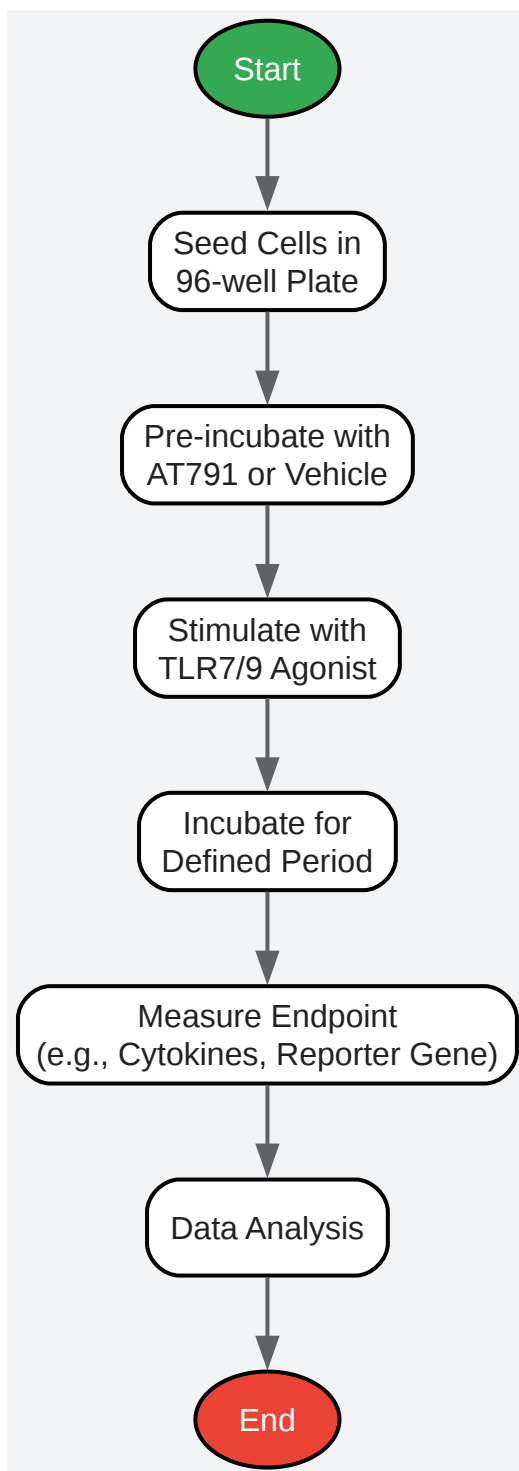 Start
Seed Cells in
96-well Plate
Pre-incubate with
AT791 or Vehicle
Stimulate with
TLR7/9 Agonist
Incubate for
Defined Period
Measure Endpoint
(e.g., Cytokines, Reporter Gene)
Data Analysis
End